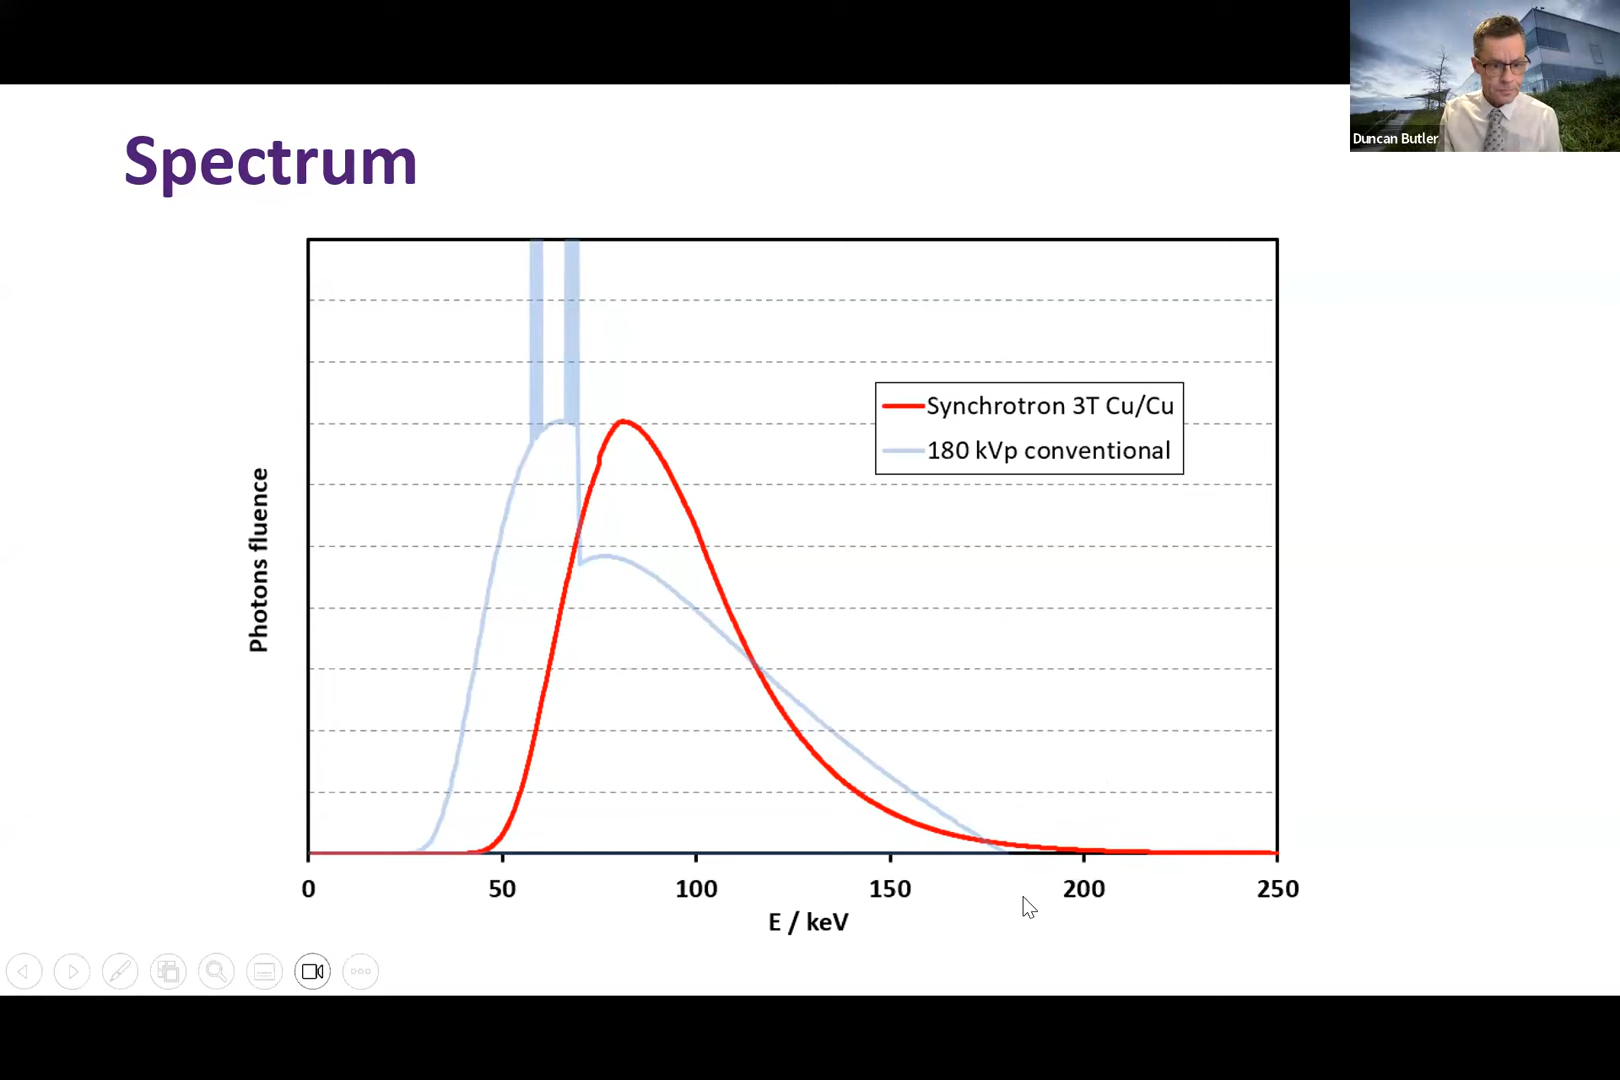 Duncan Butler
Spectrum
Synchrotron 3T Cu/Cu
180 kVp conventional
Photons fluence
0 50 100 150 200 250
E / keV